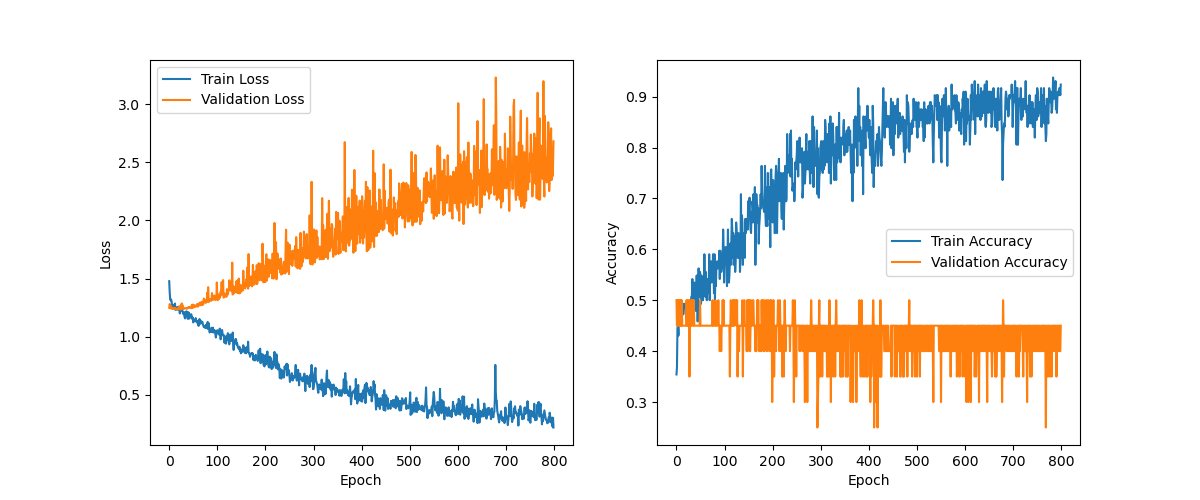 Train Loss
Validation Loss
3.0
2.5
2.0
1.5
1.0
0.5
Loss
0 100 200 300 400 500 600 700 800
Epoch
Train Accuracy
Validation Accuracy
0.9
0.8
0.7
0.6
0.5
0.4
0.3
Accuracy
0 100 200 300 400 500 600 700 800
Epoch